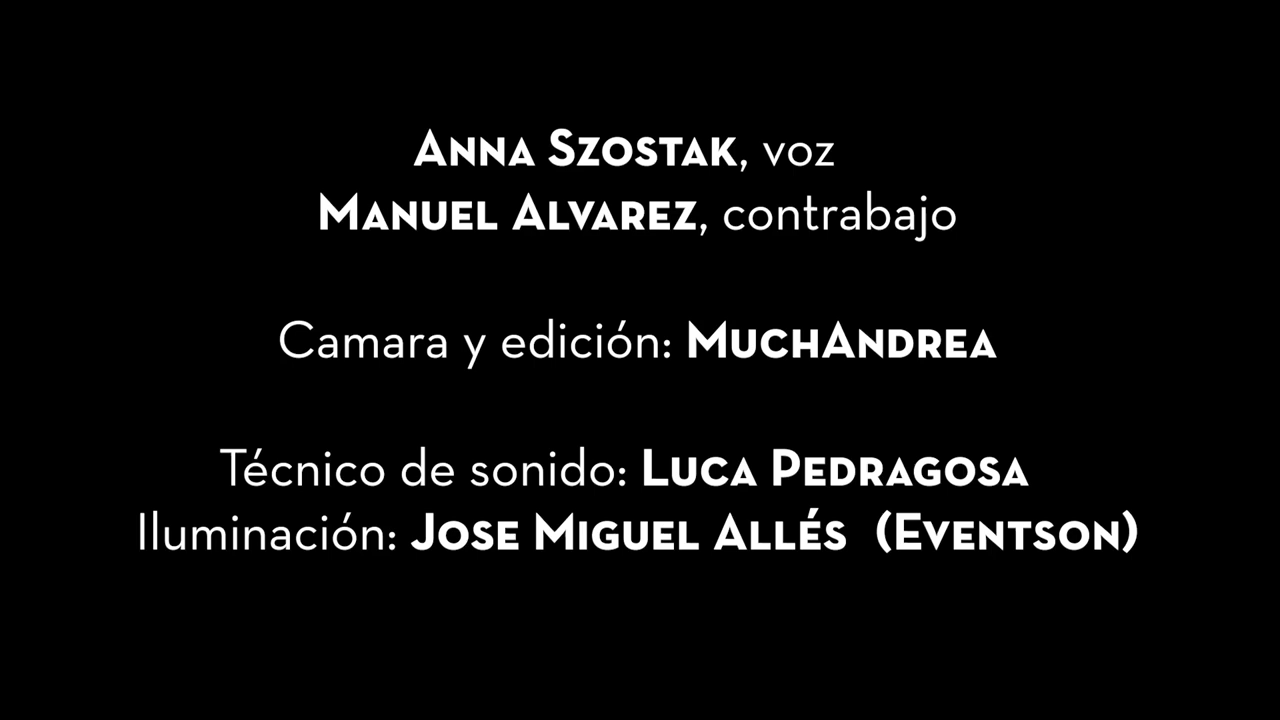 Anna Szostak, voz
Manuel Alvarez, contrabajo
Camara y edición: MuchAndrea
Técnico de sonido: Luca Pedragosa
Iluminación: Jose Miguel Allés (Eventson)